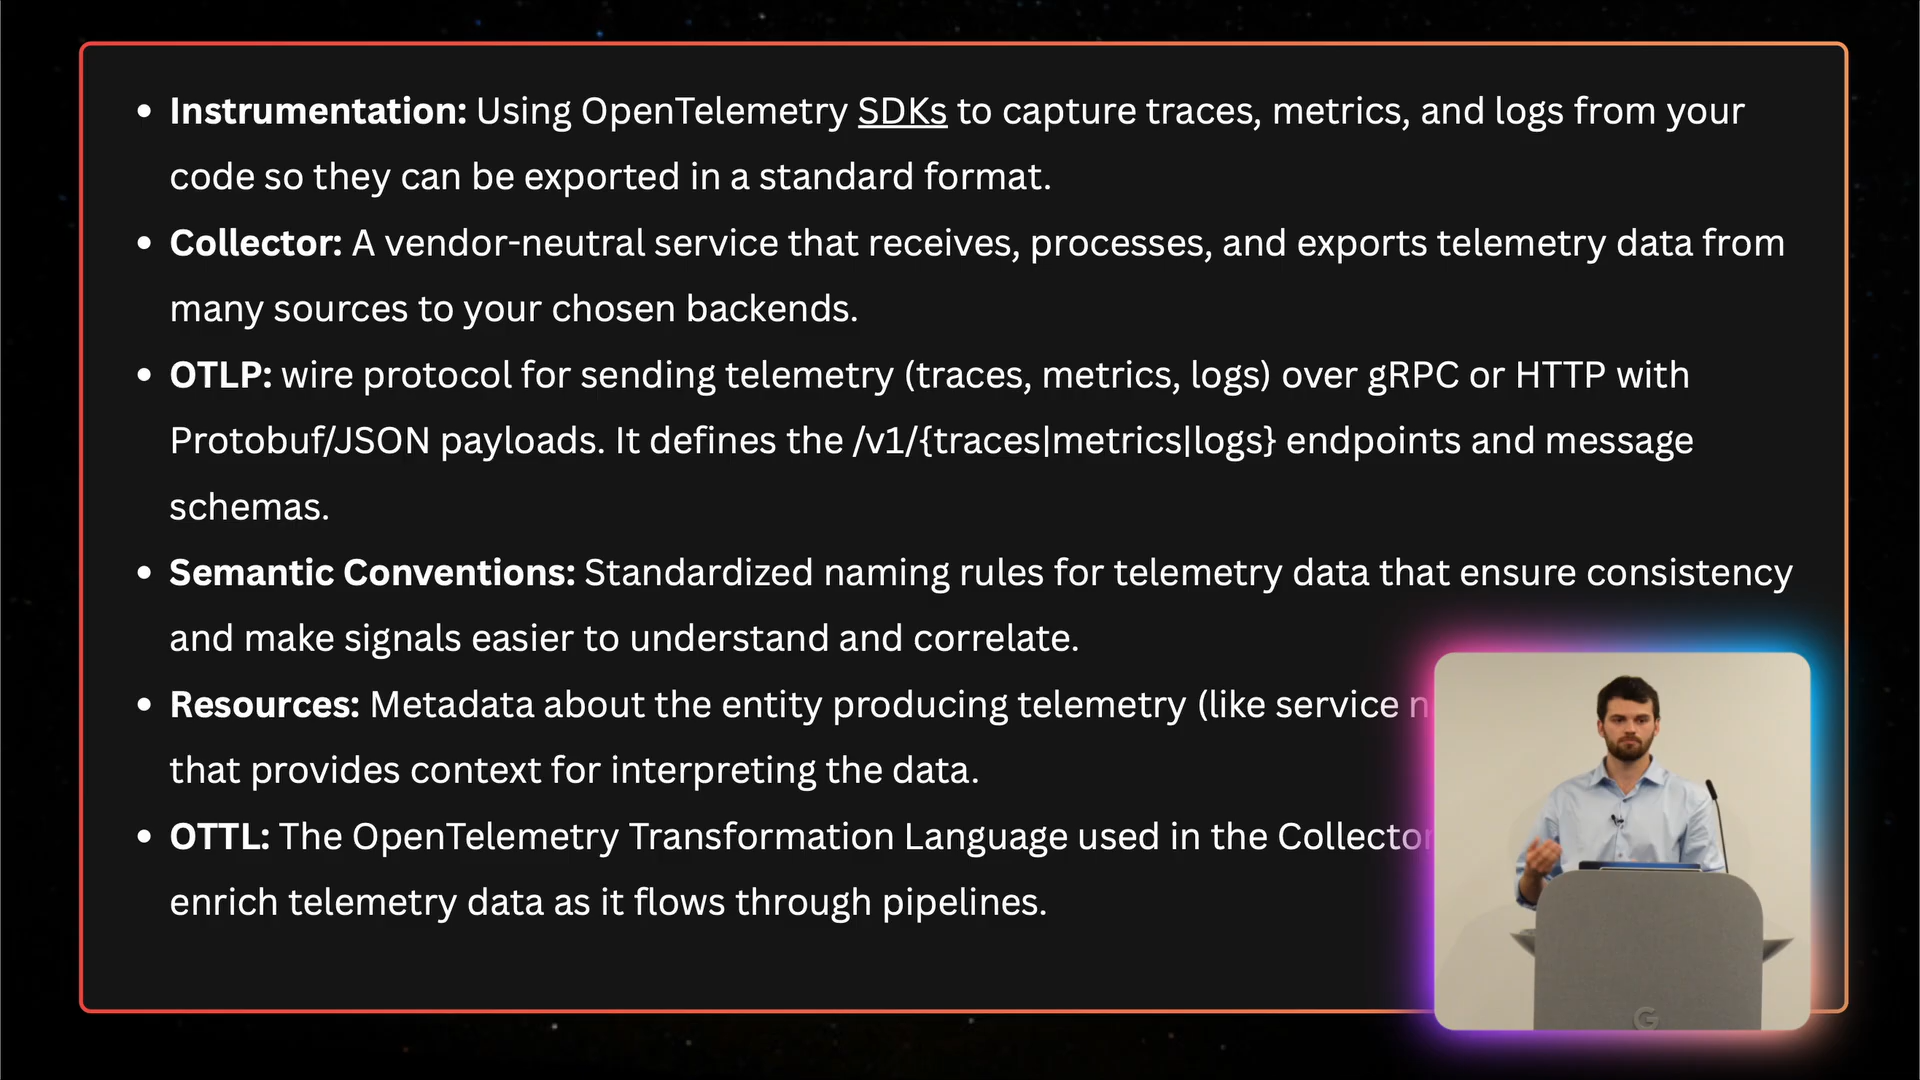 • Instrumentation: Using OpenTelemetry SDKs to capture traces, metrics, and logs from your
code so they can be exported in a standard format.
• Collector: A vendor-neutral service that receives, processes, and exports telemetry data from
many sources to your chosen backends.
• OTLP: wire protocol for sending telemetry (traces, metrics, logs) over gRPC or HTTP with
Protobuf/JSON payloads. It defines the /v1/{traces|metrics|logs} endpoints and message
schemas.
• Semantic Conventions: Standardized naming rules for telemetry data that ensure consistency
and make signals easier to understand and correlate.
• Resources: Metadata about the entity producing telemetry (like service
that provides context for interpreting the data.
• OTTL: The OpenTelemetry Transformation Language used in the Collector
enrich telemetry data as it flows through pipelines.
G